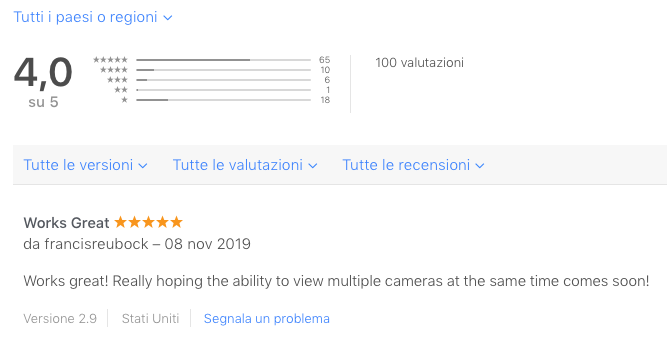 Tutti i paesi o regioni
4,0
su 5
★★★★★ 65
★★★★ 10
★★★ 6
★★ 1
★ 18
100 valutazioni
Tutte le versioni Tutte le valutazioni Tutte le recensioni
Works Great ★★★★★
da francisreubock – 08 nov 2019
Works great! Really hoping the ability to view multiple cameras at the same time comes soon!
Versione 2.9 Stati Uniti Segnala un problema